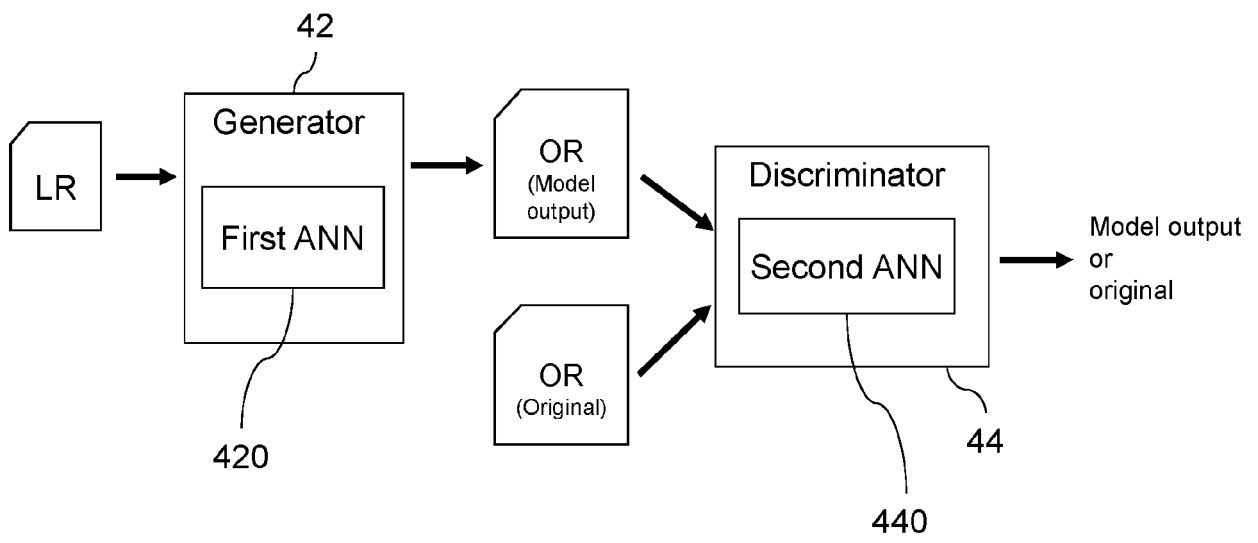 42
Generator
LR
First ANN
420
OR
(Model
output)
OR
(Original)
Discriminator
Second ANN
44
440
Model output
or
original